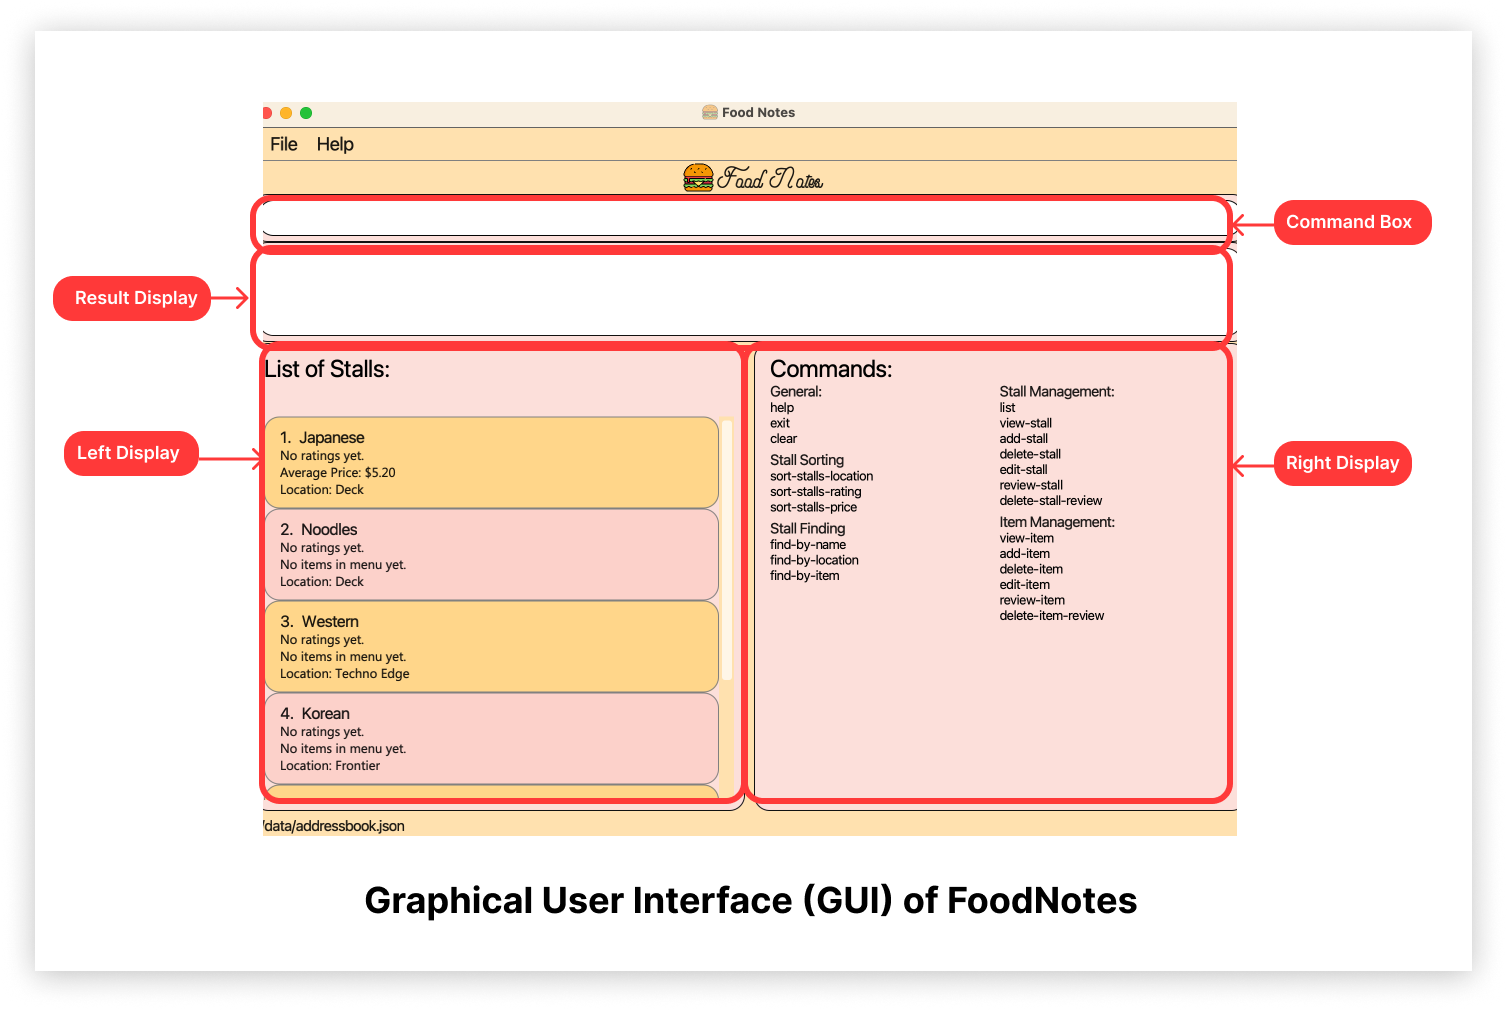 Food Notes
File Help
Food Notes
Command Box
Result Display
List of Stalls:
1. Japanese
No ratings yet.
Average Price: $5.20
Location: Deck
2. Noodles
No ratings yet.
No items in menu yet.
Location: Deck
3. Western
No ratings yet.
No items in menu yet.
Location: Techno Edge
4. Korean
No ratings yet.
No items in menu yet.
Location: Frontier
Left Display
Commands:
General:
help
exit
clear
Stall Sorting
sort-stalls-location
sort-stalls-rating
sort-stalls-price
Stall Finding
find-by-name
find-by-location
find-by-item
Stall Management:
list
view-stall
add-stall
delete-stall
edit-stall
review-stall
delete-stall-review
Item Management:
view-item
add-item
delete-item
edit-item
review-item
delete-item-review
Right Display
/data/addressbook.json
Graphical User Interface (GUI) of FoodNotes